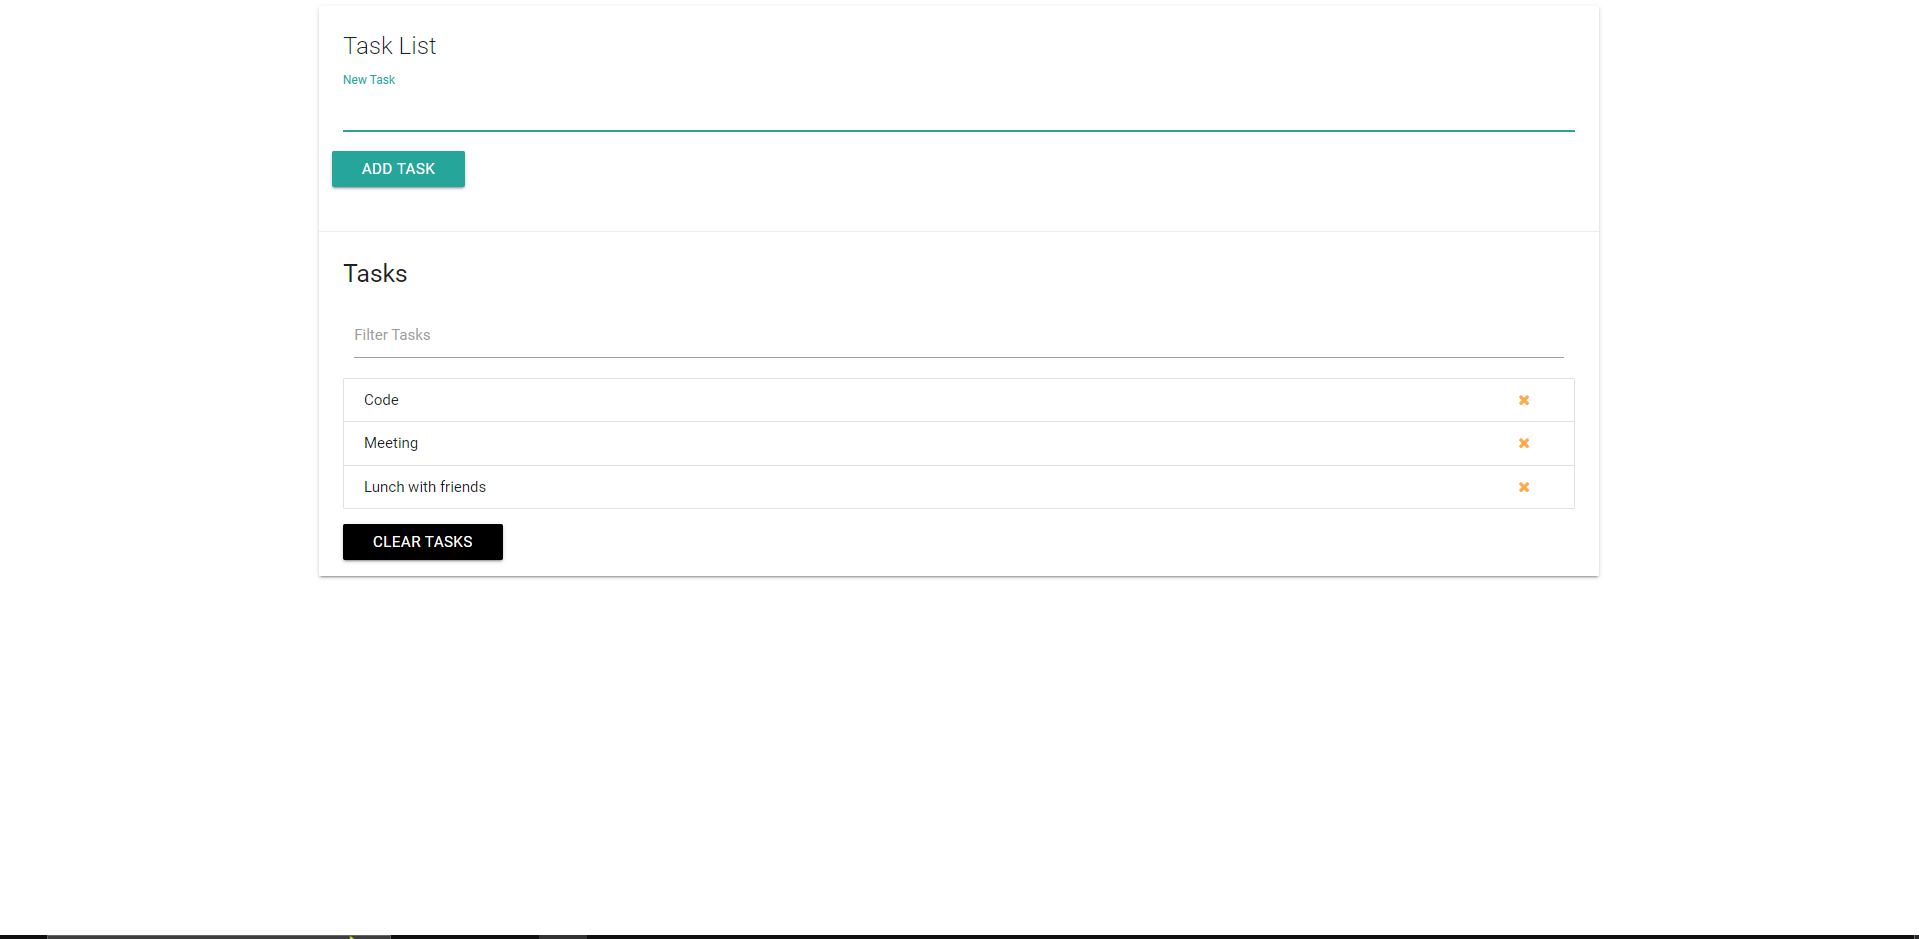 Task List
New Task
ADD TASK
Tasks
Filter Tasks
Code
Meeting
Lunch with friends
CLEAR TASKS